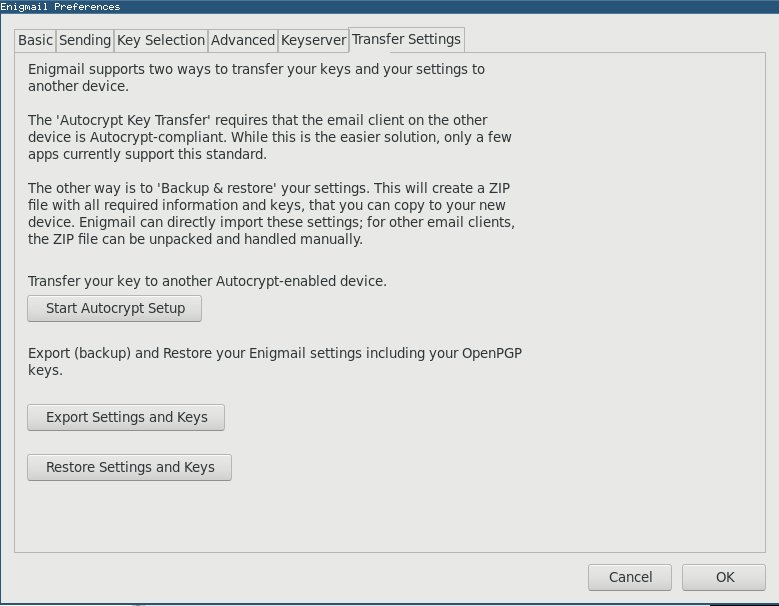 Enigmail Preferences
Basic Sending Key Selection Advanced Keyserver Transfer Settings
Enigmail supports two ways to transfer your keys and your settings to
another device.
The 'Autocrypt Key Transfer' requires that the email client on the other
device is Autocrypt-compliant. While this is the easier solution, only a few
apps currently support this standard.
The other way is to 'Backup & restore' your settings. This will create a ZIP
file with all required information and keys, that you can copy to your new
device. Enigmail can directly import these settings; for other email clients,
the ZIP file can be unpacked and handled manually.
Transfer your key to another Autocrypt-enabled device.
Start Autocrypt Setup
Export (backup) and Restore your Enigmail settings including your OpenPGP
keys.
Export Settings and Keys
Restore Settings and Keys
Cancel OK